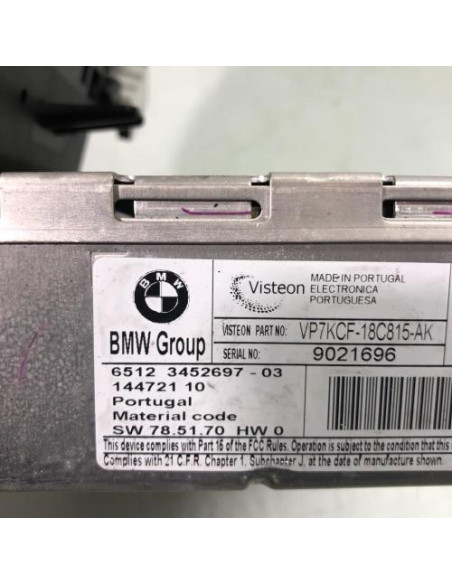 BMW
BMW Group
Visteon
MADE IN PORTUGAL
ELECTRONICA
PORTUGUESA
VISTEON PART NO: VP7KCF-18C815-AK
SERIAL NO: 9021696
6512 3452697 - 03
144721 10
Portugal
Material code
SW 78.51.70 HW 0
This device complies with Part 15 of the FCC Rules. Operation is subject to the condition that this
Complies with 21 C.F.R. Chapter 1, Subchapter J, at the date of manufacture shown.